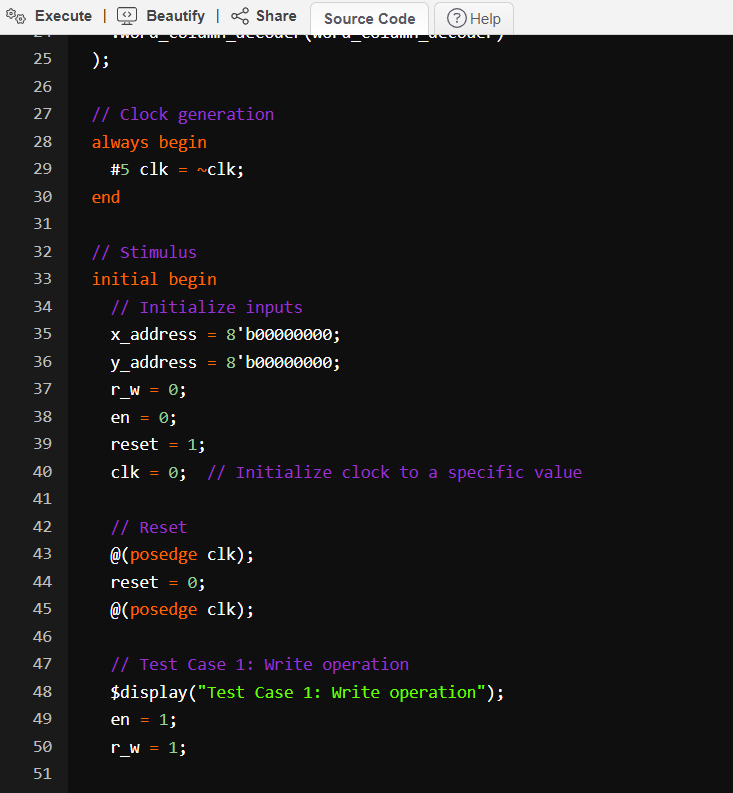 Execute | Beautify | Share Source Code Help
25 );
26
27 // Clock generation
28 always begin
29 #5 clk = ~clk;
30 end
31
32 // Stimulus
33 initial begin
34 // Initialize inputs
35 x_address = 8'b00000000;
36 y_address = 8'b00000000;
37 r_w = 0;
38 en = 0;
39 reset = 1;
40 clk = 0; // Initialize clock to a specific value
41
42 // Reset
43 @(posedge clk);
44 reset = 0;
45 @(posedge clk);
46
47 // Test Case 1: Write operation
48 $display("Test Case 1: Write operation");
49 en = 1;
50 r_w = 1;
51